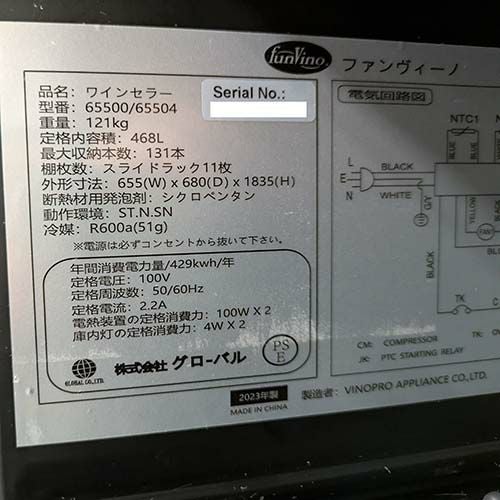 funVino
ファンヴィーノ
品名: ワインセラー
型番: 65500/65504
Serial No.:
重量: 121kg
定格内容積: 468L
最大収納本数: 131本
棚枚数: スライドラック11枚
外形寸法: 655(W) x 680(D) x 1835(H)
断熱材用発泡剤: シクロペンタン
動作環境: ST.N.SN
冷媒: R600a(51g)
※電源は必ずコンセントから抜いて下さい。
年間消費電力量/429kwh/年
定格電圧: 100V
定格周波数: 50/60Hz
定格電流: 2.2A
電熱装置の定格消費力: 100W X 2
庫内灯の定格消費力: 4W X 2
GLOBAL CO.,LTD.
株式会社 グローバル
PS
E
2023年製
MADE IN CHINA
製造者: VINOPRO APPLIANCE CO.,LTD.
電気回路図
NTC1
BLUE
BLUE
L
E
N
BLACK
WHITE
G/Y
YELLOW
BLUE
FAN1
BLACK
TK
CM: COMPRESSOR
TK:
JK: PTC STARTING RELAY